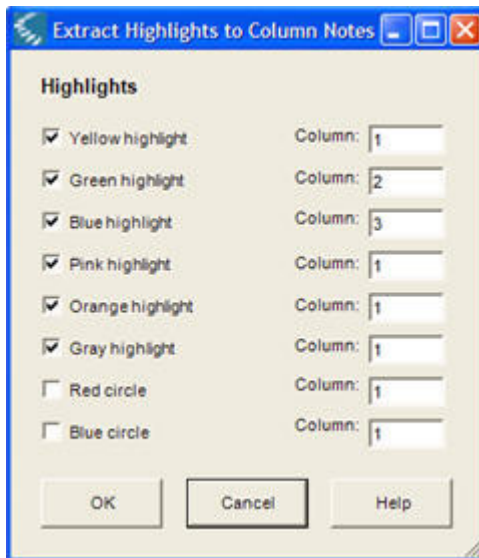 Extract Highlights to Column Notes
Highlights
Yellow highlight Column: 1
Green highlight Column: 2
Blue highlight Column: 3
Pink highlight Column: 1
Orange highlight Column: 1
Gray highlight Column: 1
Red circle Column: 1
Blue circle Column: 1
OK Cancel Help